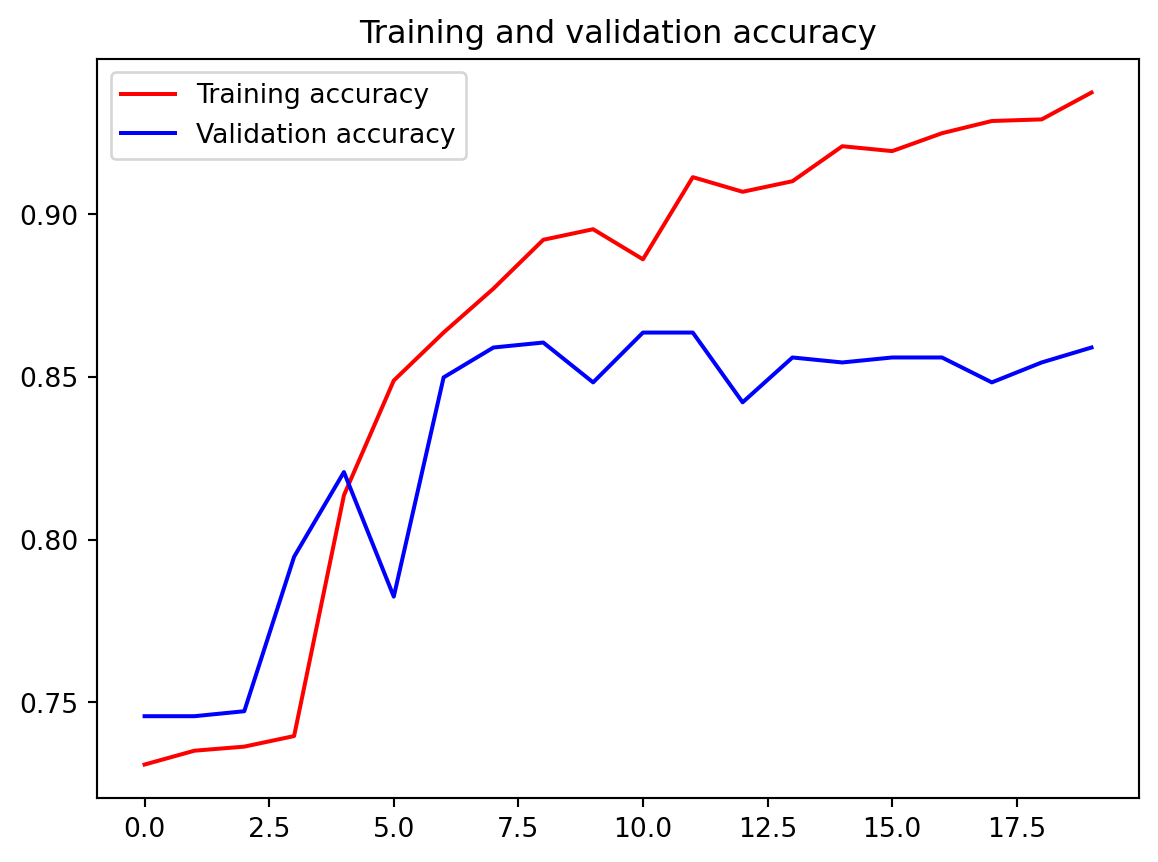 Training and validation accuracy
Training accuracy
Validation accuracy
0.90
0.85
0.80
0.75
0.0 2.5 5.0 7.5 10.0 12.5 15.0 17.5